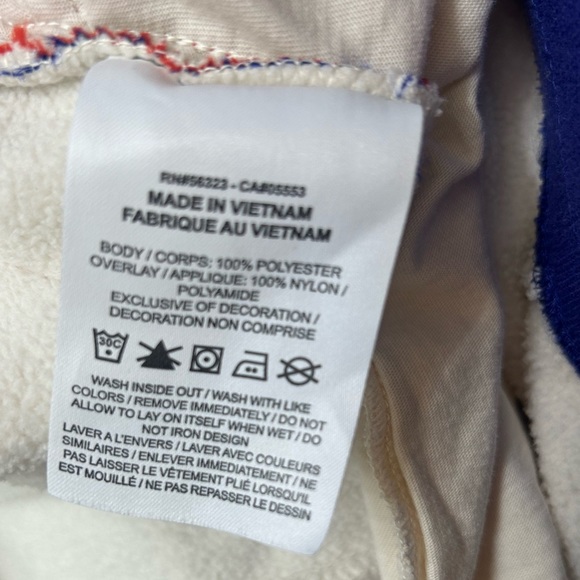 RN#56323 - CA#05553
MADE IN VIETNAM
FABRIQUE AU VIETNAM
BODY / CORPS: 100% POLYESTER
OVERLAY / APPLIQUE: 100% NYLON /
POLYAMIDE
EXCLUSIVE OF DECORATION /
DECORATION NON COMPRISE
30C
WASH INSIDE OUT / WASH WITH LIKE
COLORS / REMOVE IMMEDIATELY / DO NOT
ALLOW TO LAY ON ITSELF WHEN WET / DO
NOT IRON DESIGN
LAVER A L'ENVERS / LAVER AVEC COULEURS
SIMILAIRES / ENLEVER IMMEDIATEMENT / NE
PAS LAISSER LE VÊTEMENT PLIÉ LORSQU'IL
EST MOUILLÉ / NE PAS REPASSER LE DESSIN